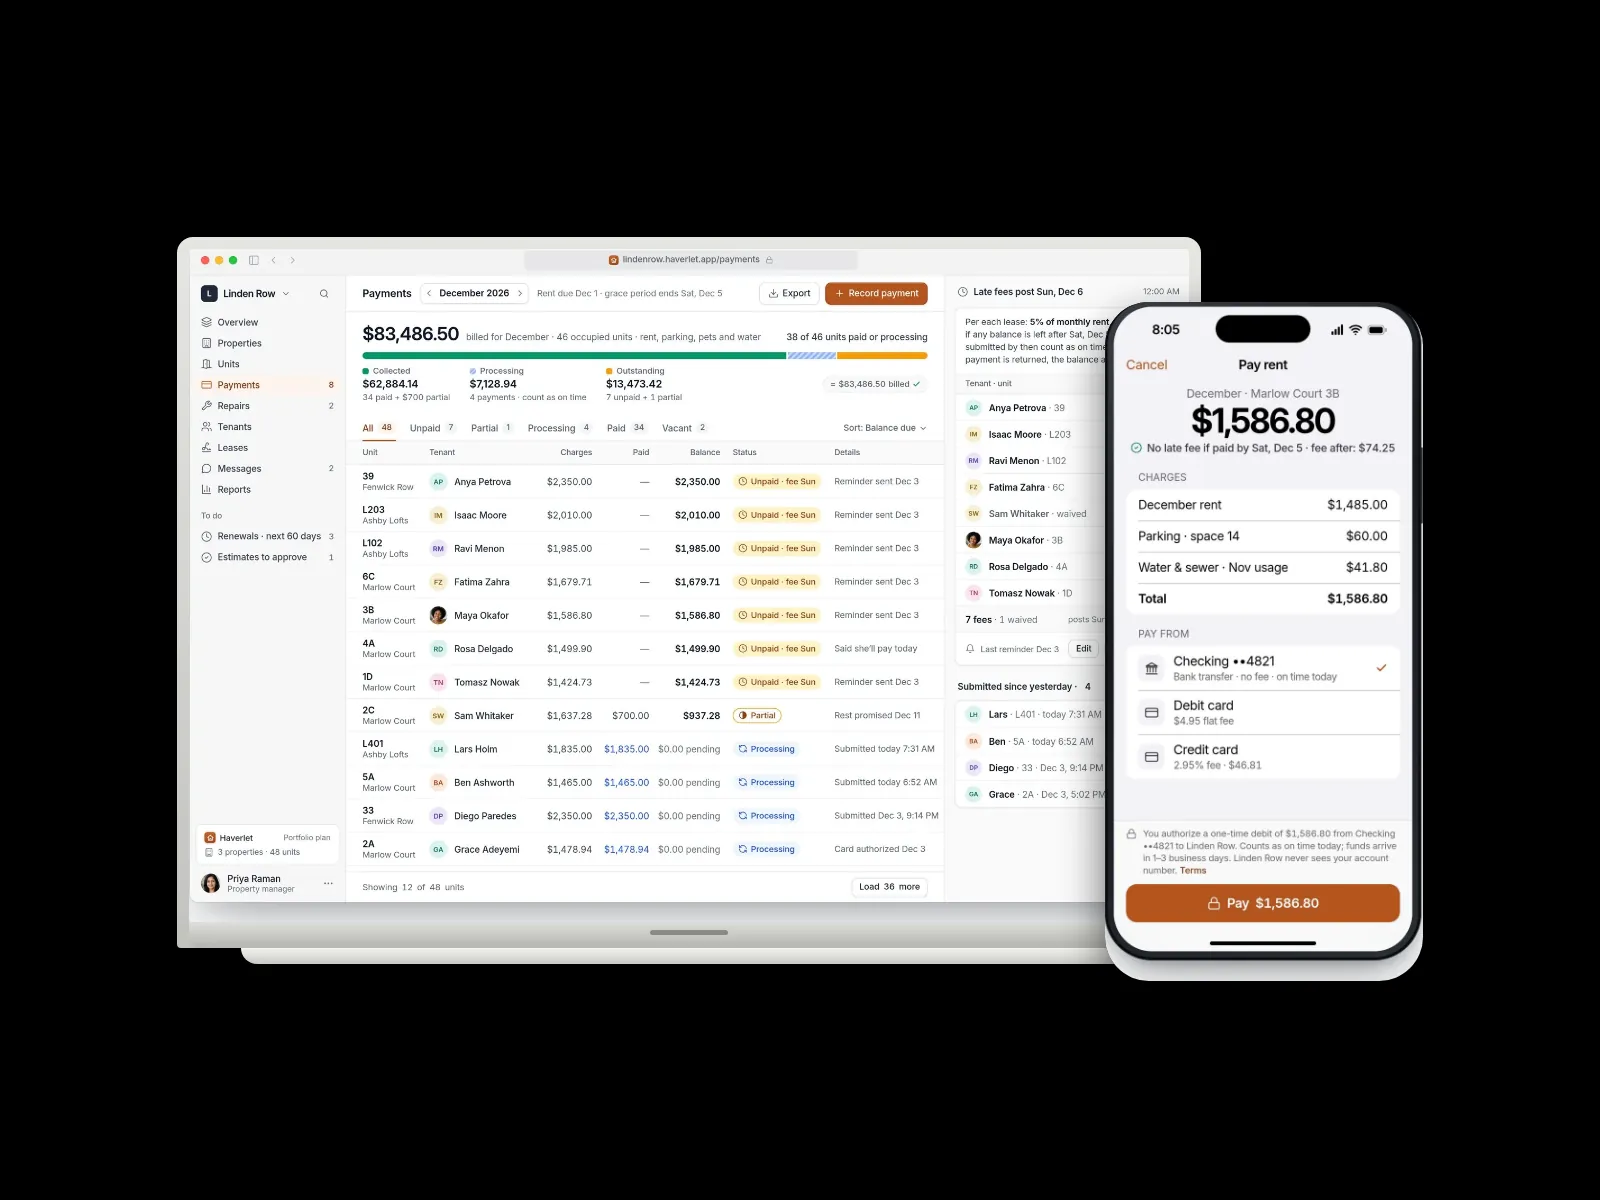 lindenrow.haverlet.app/payments
L Linden Row
Overview
Properties
Units
Payments 8
Repairs 2
Tenants
Leases
Messages 2
Reports
To do
Renewals · next 60 days 3
Estimates to approve 1
Haverlet Portfolio plan
3 properties · 48 units
Priya Raman
Property manager
Payments December 2026 Rent due Dec 1 · grace period ends Sat, Dec 5 Export Record payment
$83,486.50 billed for December · 46 occupied units · rent, parking, pets and water 38 of 46 units paid or processing
Collected Processing Outstanding
$62,884.14 $7,128.94 $13,473.42 = $83,486.50 billed
34 paid + $700 partial 4 payments · count as on time 7 unpaid + 1 partial
All 48 Unpaid 7 Partial 1 Processing 4 Paid 34 Vacant 2 Sort: Balance due
Unit Tenant Charges Paid Balance Status Details
39
Fenwick Row AP Anya Petrova $2,350.00 — $2,350.00 Unpaid · fee Sun Reminder sent Dec 3
L203
Ashby Lofts IM Isaac Moore $2,010.00 — $2,010.00 Unpaid · fee Sun Reminder sent Dec 3
L102
Ashby Lofts RM Ravi Menon $1,985.00 — $1,985.00 Unpaid · fee Sun Reminder sent Dec 3
6C
Marlow Court FZ Fatima Zahra $1,679.71 — $1,679.71 Unpaid · fee Sun Reminder sent Dec 3
3B
Marlow Court Maya Okafor $1,586.80 — $1,586.80 Unpaid · fee Sun Reminder sent Dec 3
4A
Marlow Court RD Rosa Delgado $1,499.90 — $1,499.90 Unpaid · fee Sun Said she'll pay today
1D
Marlow Court TN Tomasz Nowak $1,424.73 — $1,424.73 Unpaid · fee Sun Reminder sent Dec 3
2C
Marlow Court SW Sam Whitaker $1,637.28 $700.00 $937.28 Partial Rest promised Dec 11
L401
Ashby Lofts LH Lars Holm $1,835.00 $1,835.00 $0.00 pending Processing Submitted today 7:31 AM
5A
Marlow Court BA Ben Ashworth $1,465.00 $1,465.00 $0.00 pending Processing Submitted today 6:52 AM
33
Fenwick Row DP Diego Paredes $2,350.00 $2,350.00 $0.00 pending Processing Submitted Dec 3, 9:14 PM
2A
Marlow Court GA Grace Adeyemi $1,478.94 $1,478.94 $0.00 pending Processing Card authorized Dec 3
Showing 12 of 48 units Load 36 more
Late fees post Sun, Dec 6 12:00 AM
Per each lease: 5% of monthly rent
if any balance is left after Sat, Dec
submitted by then count as on time
payment is returned, the balance a
Tenant · unit
AP Anya Petrova · 39
IM Isaac Moore · L203
RM Ravi Menon · L102
FZ Fatima Zahra · 6C
SW Sam Whitaker · waived
Maya Okafor · 3B
RD Rosa Delgado · 4A
TN Tomasz Nowak · 1D
7 fees · 1 waived posts Sun
Last reminder Dec 3 Edit
Submitted since yesterday · 4
LH Lars · L401 · today 7:31 AM
BA Ben · 5A · today 6:52 AM
DP Diego · 33 · Dec 3, 9:14 PM
GA Grace · 2A · Dec 3, 5:02 PM
8:05
Cancel Pay rent
December · Marlow Court 3B
$1,586.80
No late fee if paid by Sat, Dec 5 · fee after: $74.25
CHARGES
December rent $1,485.00
Parking · space 14 $60.00
Water & sewer · Nov usage $41.80
Total $1,586.80
PAY FROM
Checking ••4821
Bank transfer · no fee · on time today
Debit card
$4.95 flat fee
Credit card
2.95% fee · $46.81
You authorize a one-time debit of $1,586.80 from Checking
••4821 to Linden Row. Counts as on time today; funds arrive
in 1–3 business days. Linden Row never sees your account
number. Terms
Pay $1,586.80